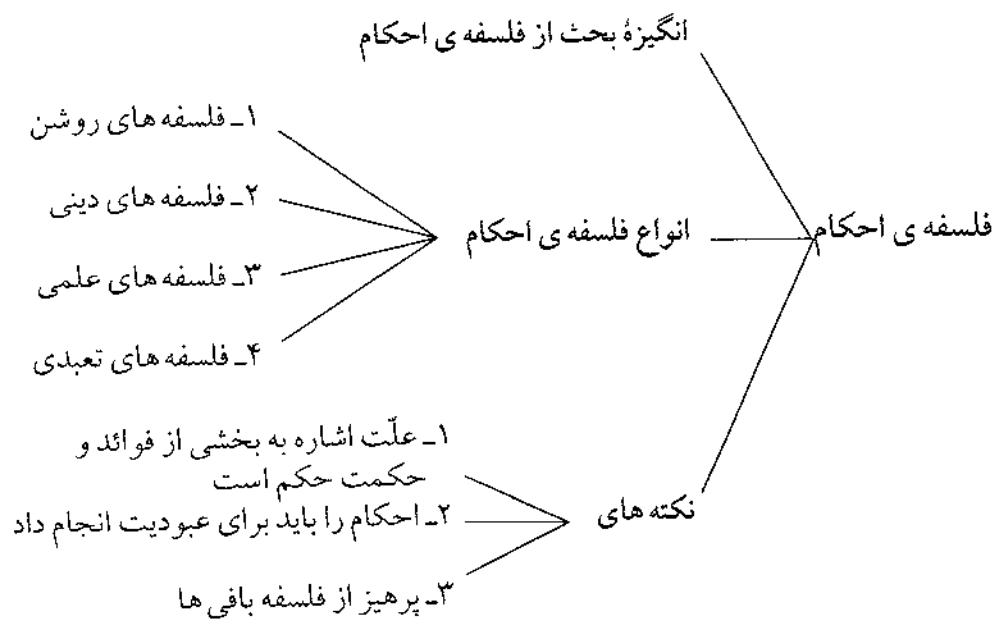 فلسفه ی احکام
انگیزهٔ بحث از فلسفه ی احکام
انواع فلسفه ی احکام
۱ـ فلسفه های روشن
۲ـ فلسفه های دینی
۳ـ فلسفه های علمی
۴ـ فلسفه های تعبدی
نکته های
۱ـ علّت اشاره به بخشی از فوائد و
حکمت حکم است
۲ـ احکام را باید برای عبودیت انجام داد
۳ـ پرهیز از فلسفه بافی ها